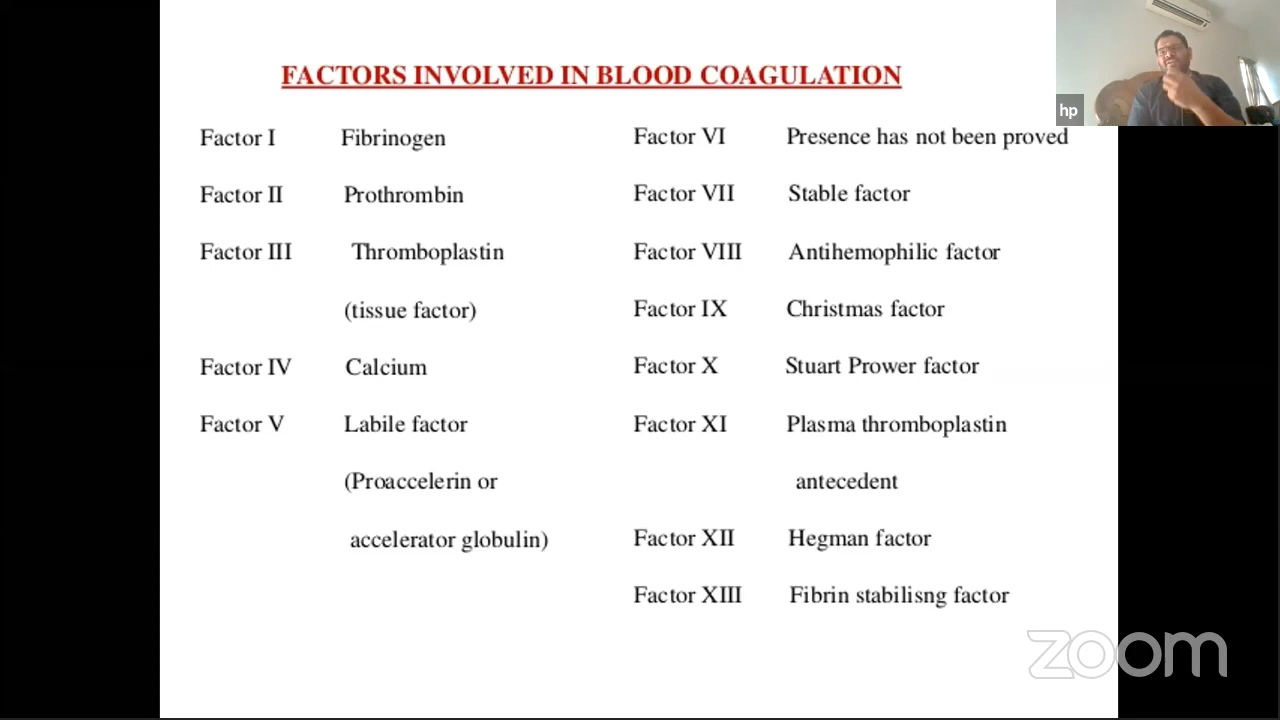 FACTORS INVOLVED IN BLOOD COAGULATION
Factor I Fibrinogen
Factor II Prothrombin
Factor III Thromboplastin
(tissue factor)
Factor IV Calcium
Factor V Labile factor
(Proaccelerin or
accelerator globulin)
Factor VI Presence has not been proved
Factor VII Stable factor
Factor VIII Antihemophilic factor
Factor IX Christmas factor
Factor X Stuart Prower factor
Factor XI Plasma thromboplastin
antecedent
Factor XII Hegman factor
Factor XIII Fibrin stabilisng factor
hp
zoom